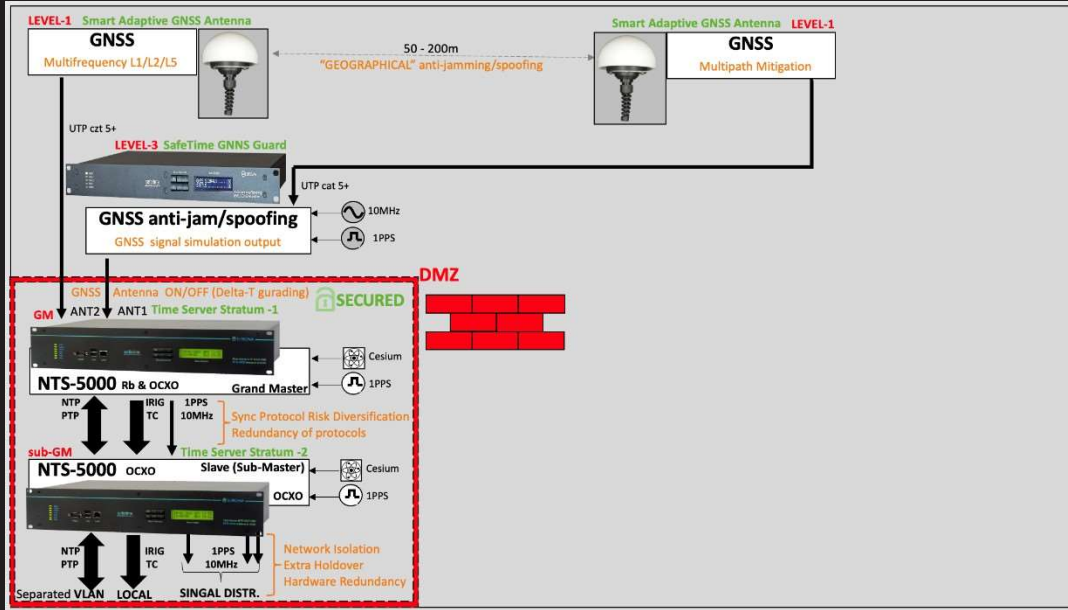 LEVEL-1 Smart Adaptive GNSS Antenna
GNSS
Multifrequency L1/L2/L5
50 - 200m
"GEOGRAPHICAL" anti-jamming/spoofing
Smart Adaptive GNSS Antenna LEVEL-1
GNSS
Multipath Mitigation
UTP czt 5+
LEVEL-3 SafeTime GNNS Guard
UTP cat 5+
GNSS anti-jam/spoofing
GNSS signal simulation output
10MHz
1PPS
DMZ
GNSS Antenna ON/OFF (Delta-T gurading)
SECURED
GM ANT2 ANT1 Time Server Stratum -1
Cesium
1PPS
NTS-5000 Rb & OCXO Grand Master
NTP PTP
IRIG TC
1PPS 10MHz
Sync Protocol Risk Diversification
Redundancy of protocols
sub-GM Time Server Stratum -2
NTS-5000 OCXO Slave (Sub-Master)
OCXO
Cesium
1PPS
NTP PTP
IRIG TC
1PPS 10MHz
Network Isolation
Extra Holdover
Hardware Redundancy
Separated VLAN LOCAL SINGAL DISTR.